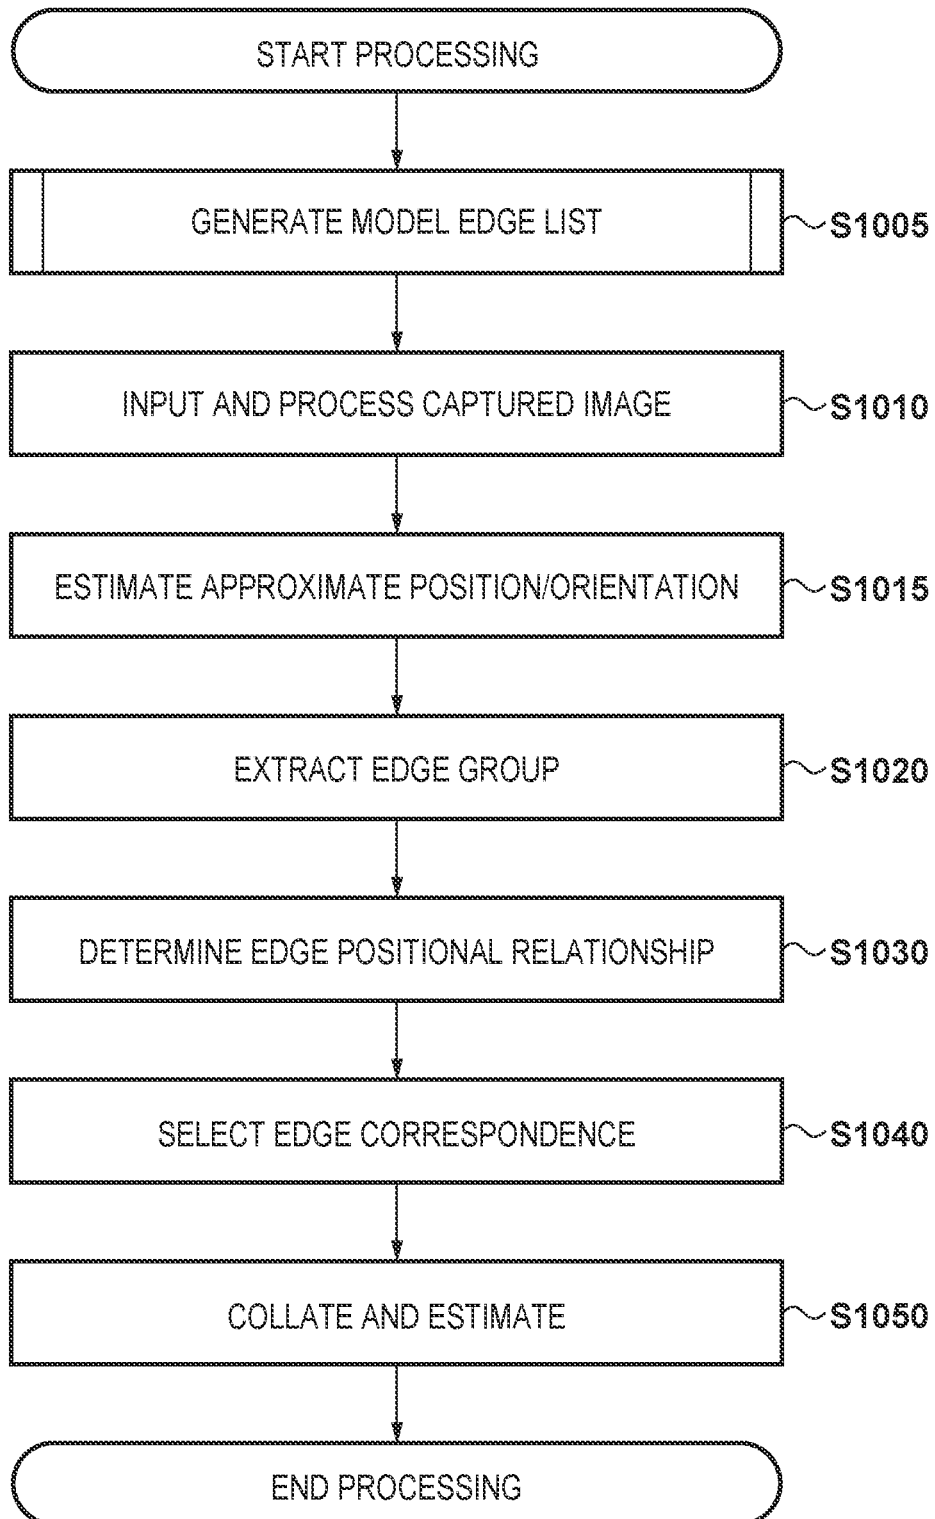 START PROCESSING
GENERATE MODEL EDGE LIST
S1005
INPUT AND PROCESS CAPTURED IMAGE
S1010
ESTIMATE APPROXIMATE POSITION/ORIENTATION
S1015
EXTRACT EDGE GROUP
S1020
DETERMINE EDGE POSITIONAL RELATIONSHIP
S1030
SELECT EDGE CORRESPONDENCE
S1040
COLLATE AND ESTIMATE
S1050
END PROCESSING